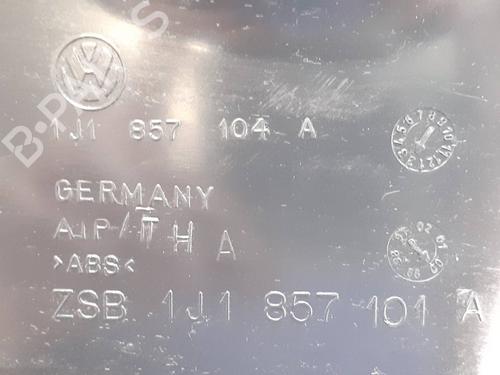 1J1 857 104 A
GERMANY
>ABS<
ZSB 1J1 857 101 A